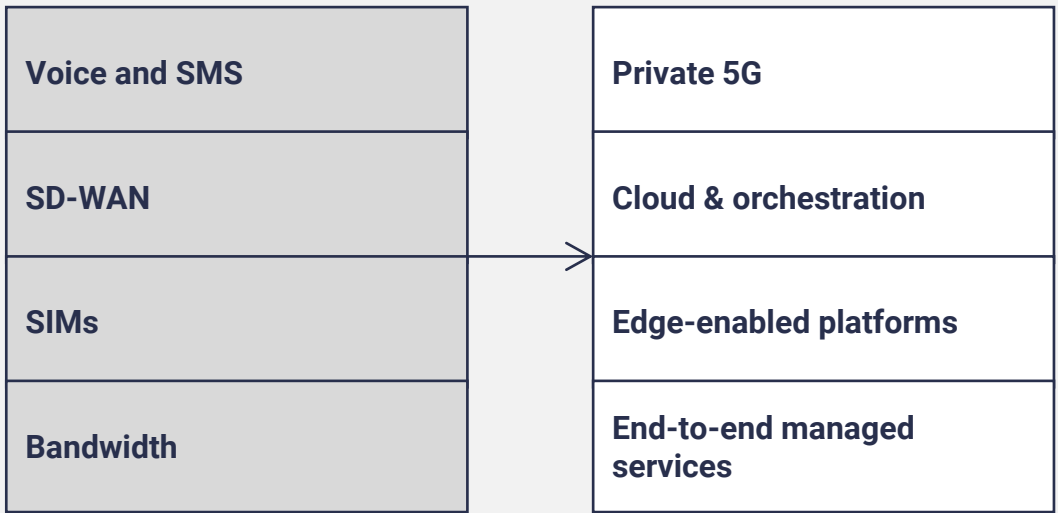 Voice and SMS
SD-WAN
SIMs
Bandwidth
Private 5G
Cloud & orchestration
Edge-enabled platforms
End-to-end managed
services